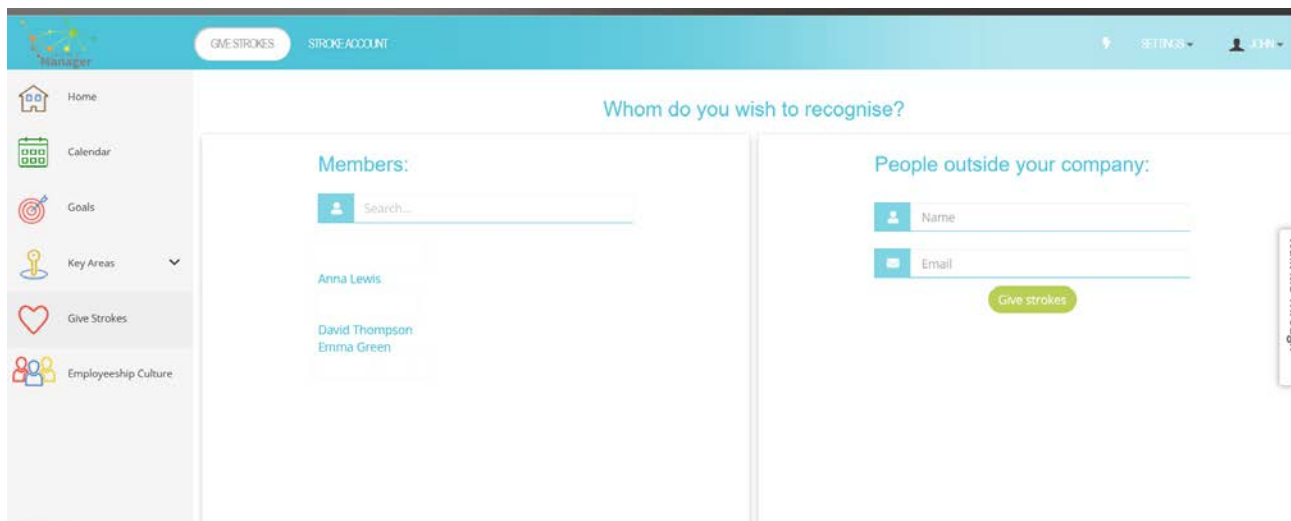 Manager
GIVE STROKES
STROKE ACCOUNT
SETTINGS
JOHN
Home
Calendar
Goals
Key Areas
Give Strokes
Employeeship Culture
Whom do you wish to recognise?
Members:
Search...
Anna Lewis
David Thompson
Emma Green
People outside your company:
Name
Email
Give strokes